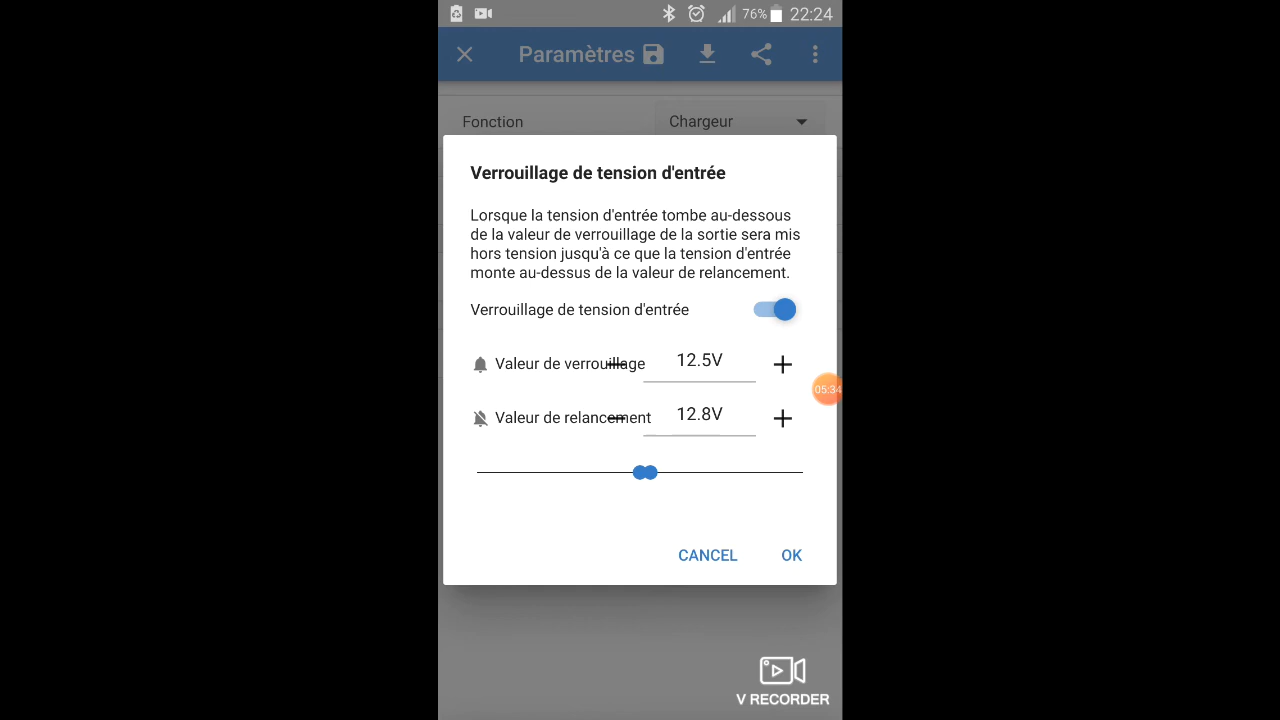 76% 22:24
Paramètres
Fonction Chargeur
Verrouillage de tension d'entrée
Lorsque la tension d'entrée tombe au-dessous
de la valeur de verrouillage de la sortie sera mis
hors tension jusqu'à ce que la tension d'entrée
monte au-dessus de la valeur de relancement.
Verrouillage de tension d'entrée
Valeur de verrouillage 12.5V
05:34
Valeur de relancement 12.8V
CANCEL OK
V RECORDER